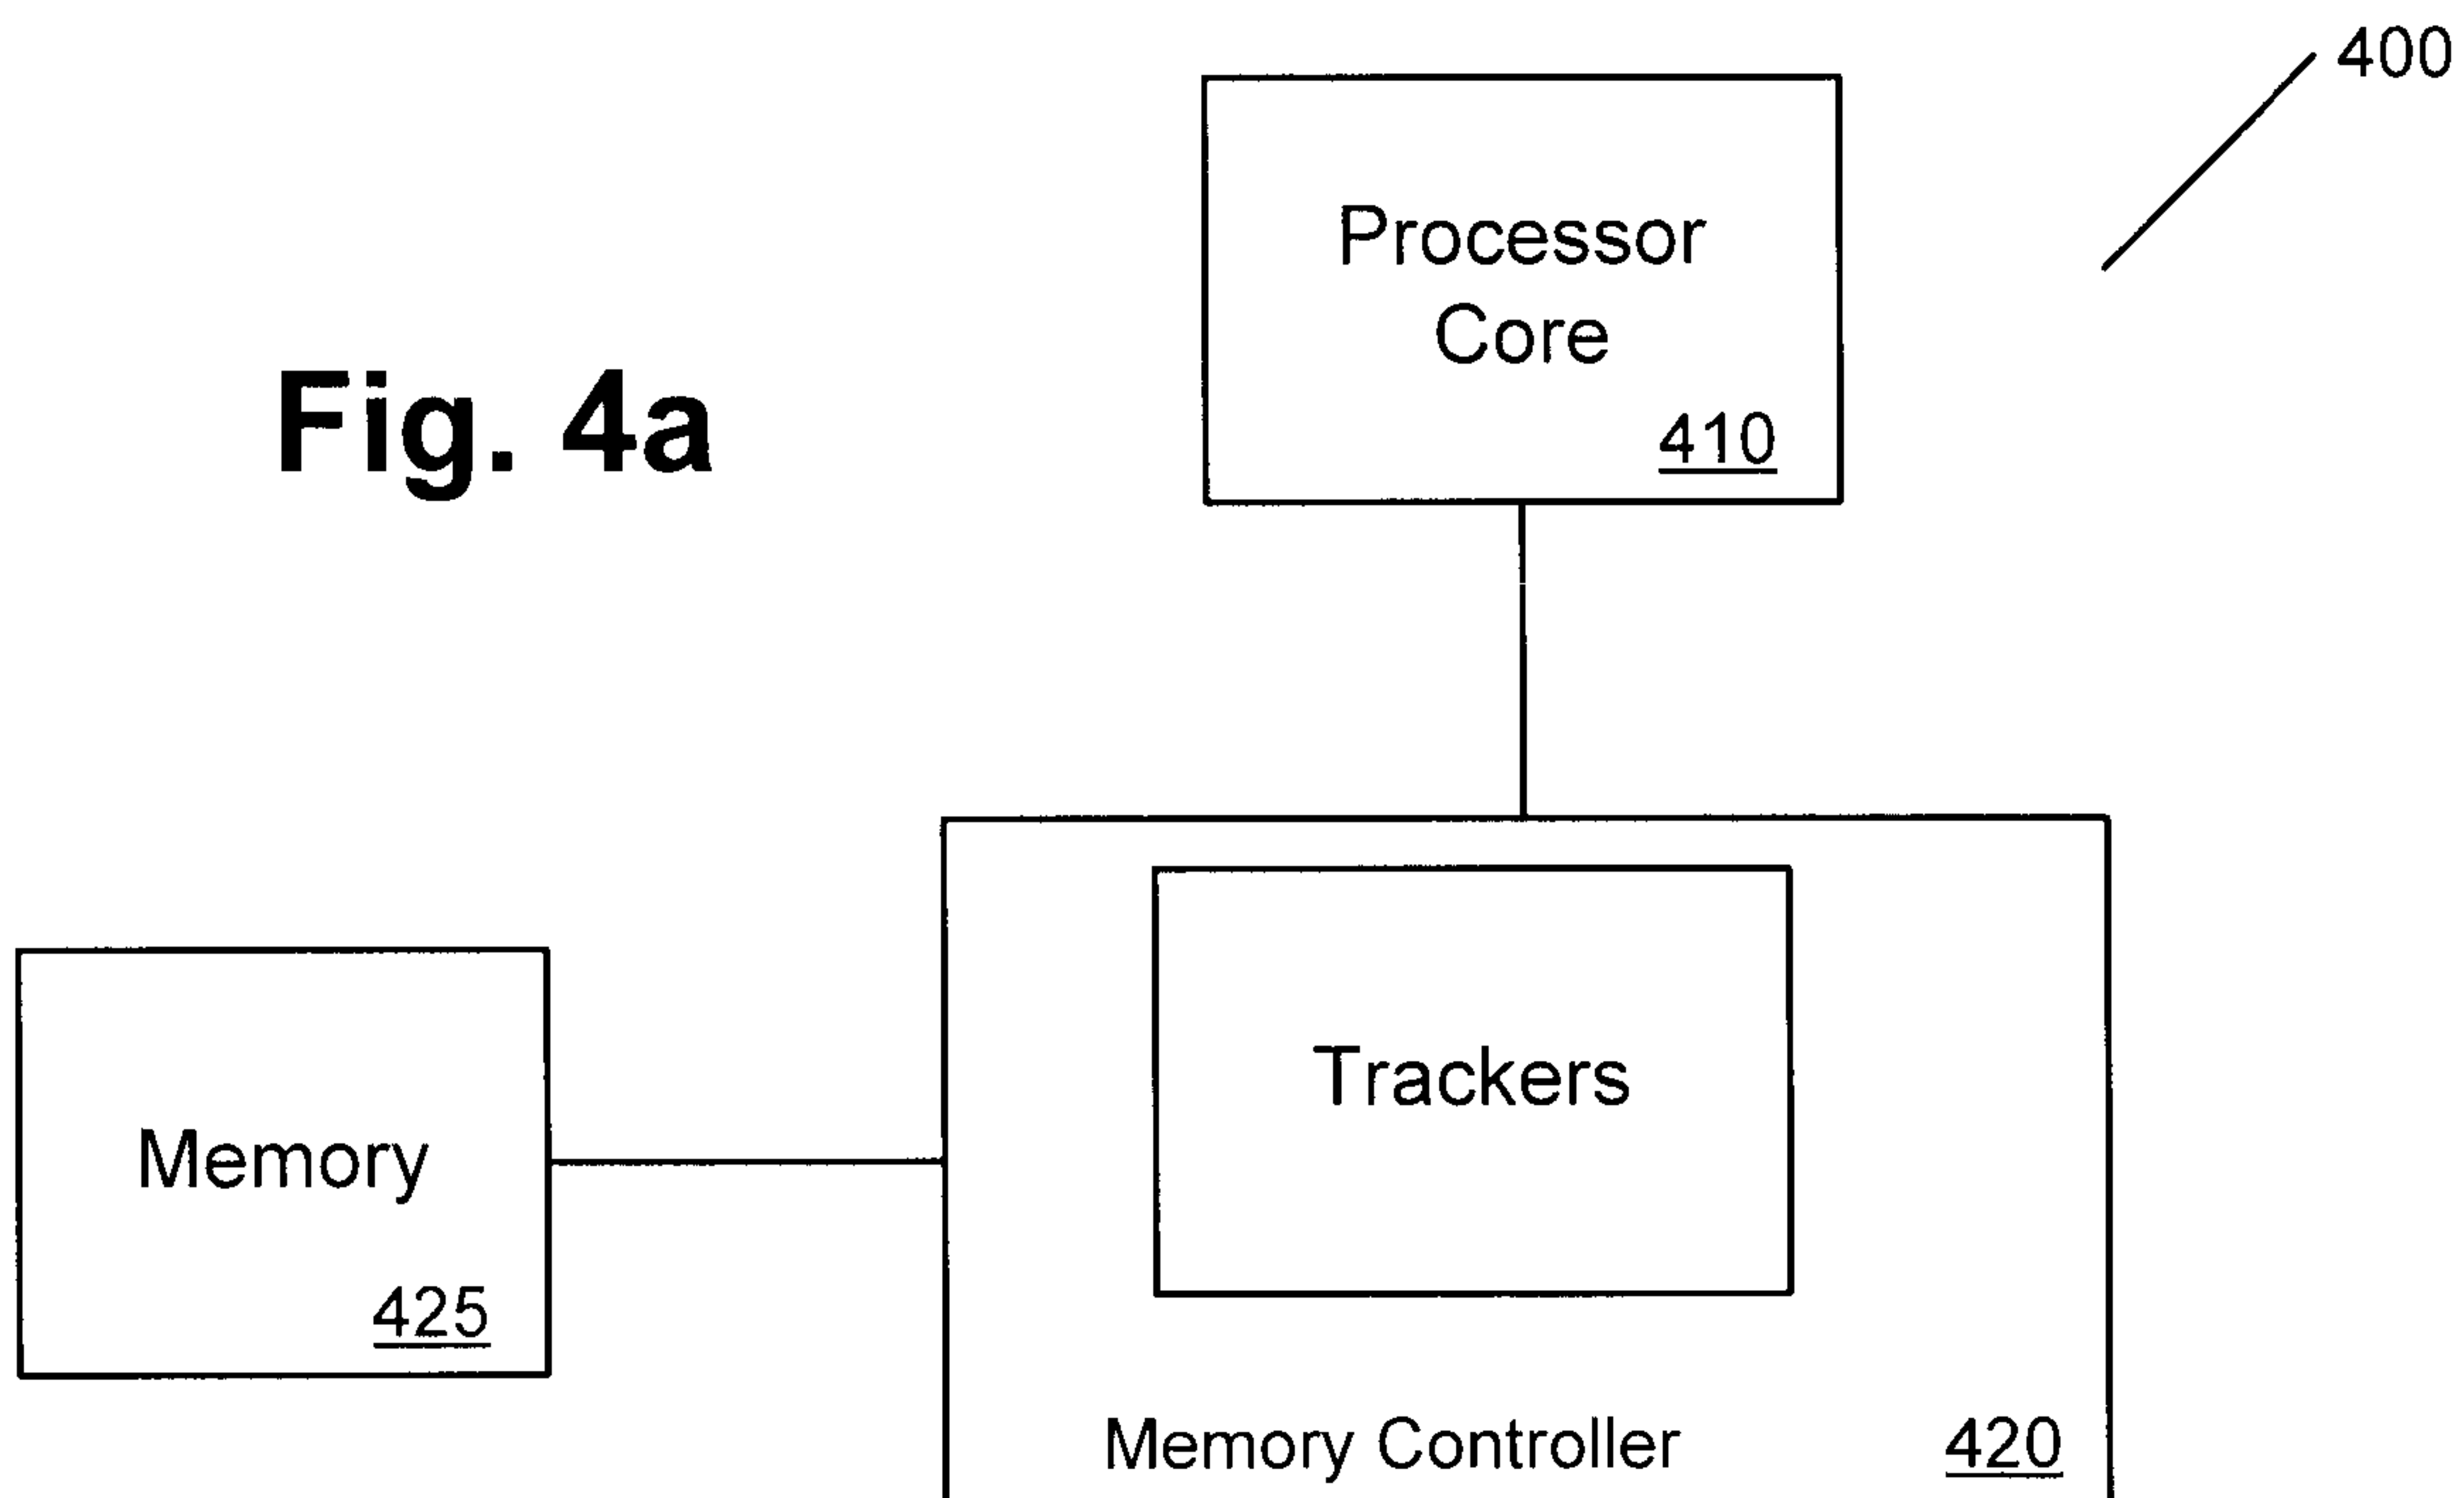 400
Processor
Core
410
Fig. 4a
Trackers
Memory
425
Memory Controller
420